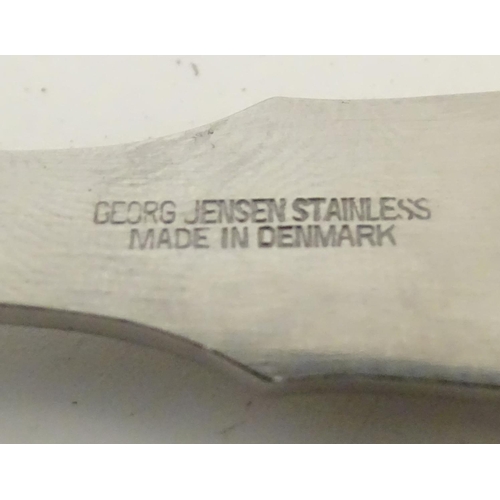 GEORG JENSEN STAINLESS
MADE IN DENMARK